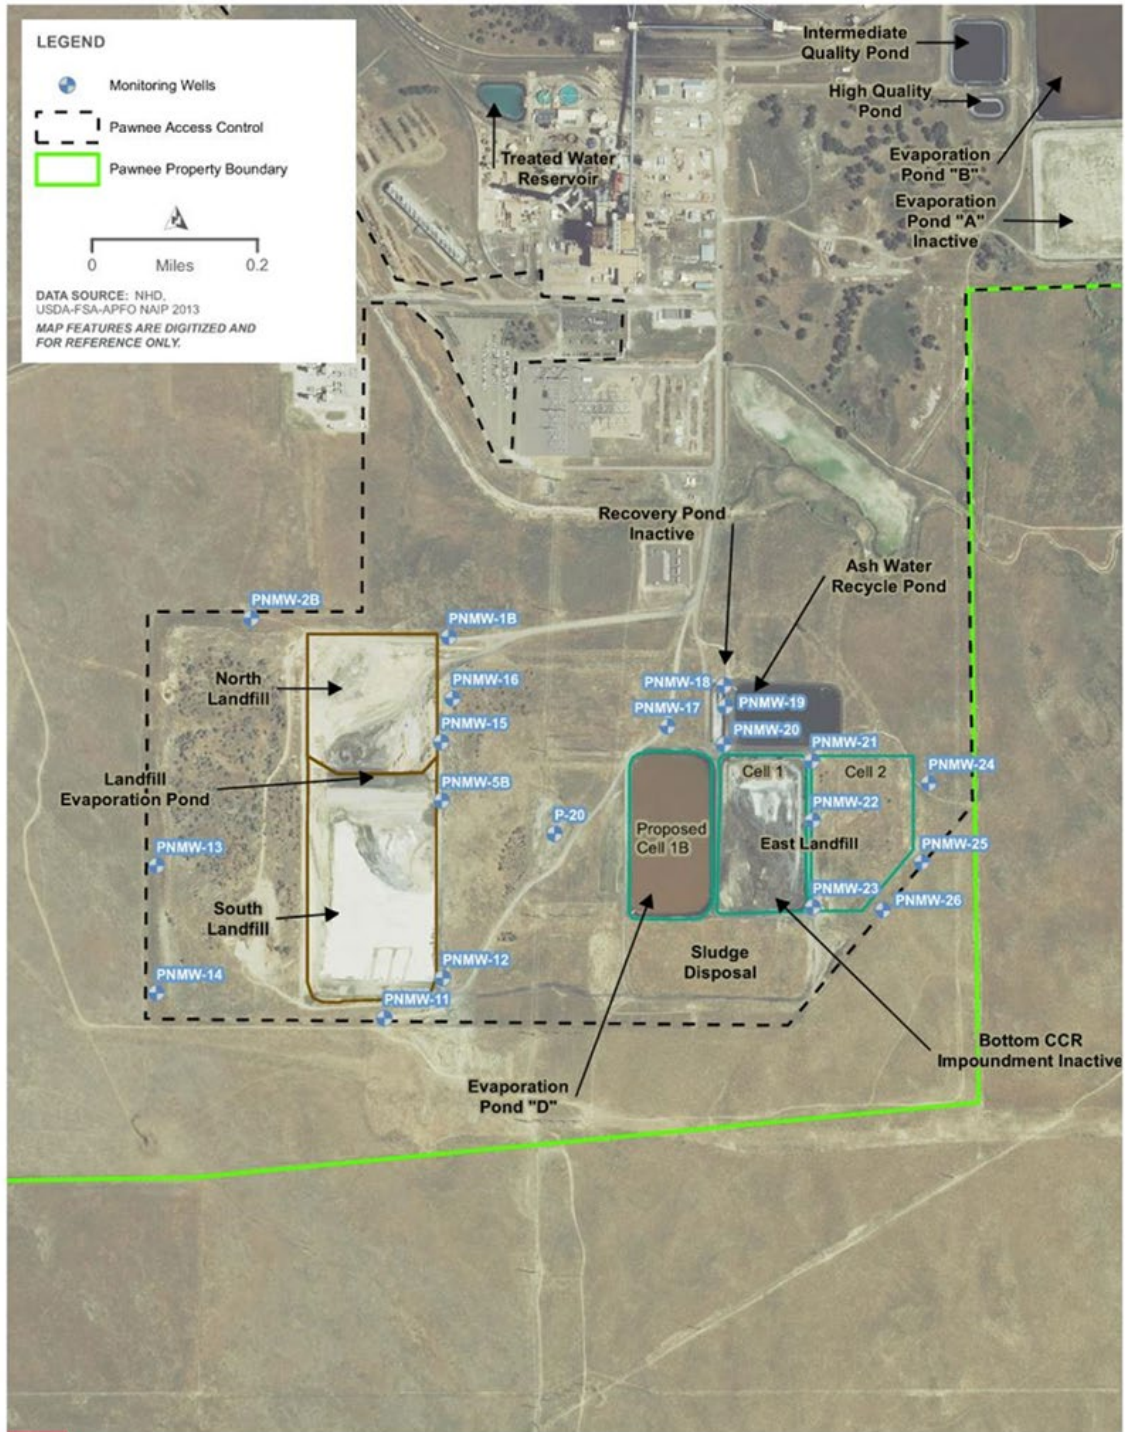 LEGEND
Monitoring Wells
Pawnee Access Control
Pawnee Property Boundary
0 Miles 0.2
DATA SOURCE: NHD,
USDA-FSA-APFO NAIP 2013
MAP FEATURES ARE DIGITIZED AND
FOR REFERENCE ONLY.
Intermediate
Quality Pond
High Quality
Pond
Treated Water
Reservoir
Evaporation
Pond "B"
Evaporation
Pond "A"
Inactive
Recovery Pond
Inactive
Ash Water
Recycle Pond
PNMW-2B
PNMW-1B
North
Landfill
PNMW-16
PNMW-15
PNMW-18
PNMW-19
PNMW-17
PNMW-20
PNMW-21
Landfill
Evaporation Pond
PNMW-5B
Cell 1
Cell 2
PNMW-24
PNMW-22
P-20
Proposed
Cell 1B
East Landfill
PNMW-25
PNMW-13
PNMW-23
PNMW-26
South
Landfill
Sludge
Disposal
PNMW-14
PNMW-12
PNMW-11
Bottom CCR
Impoundment Inactive
Evaporation
Pond "D"